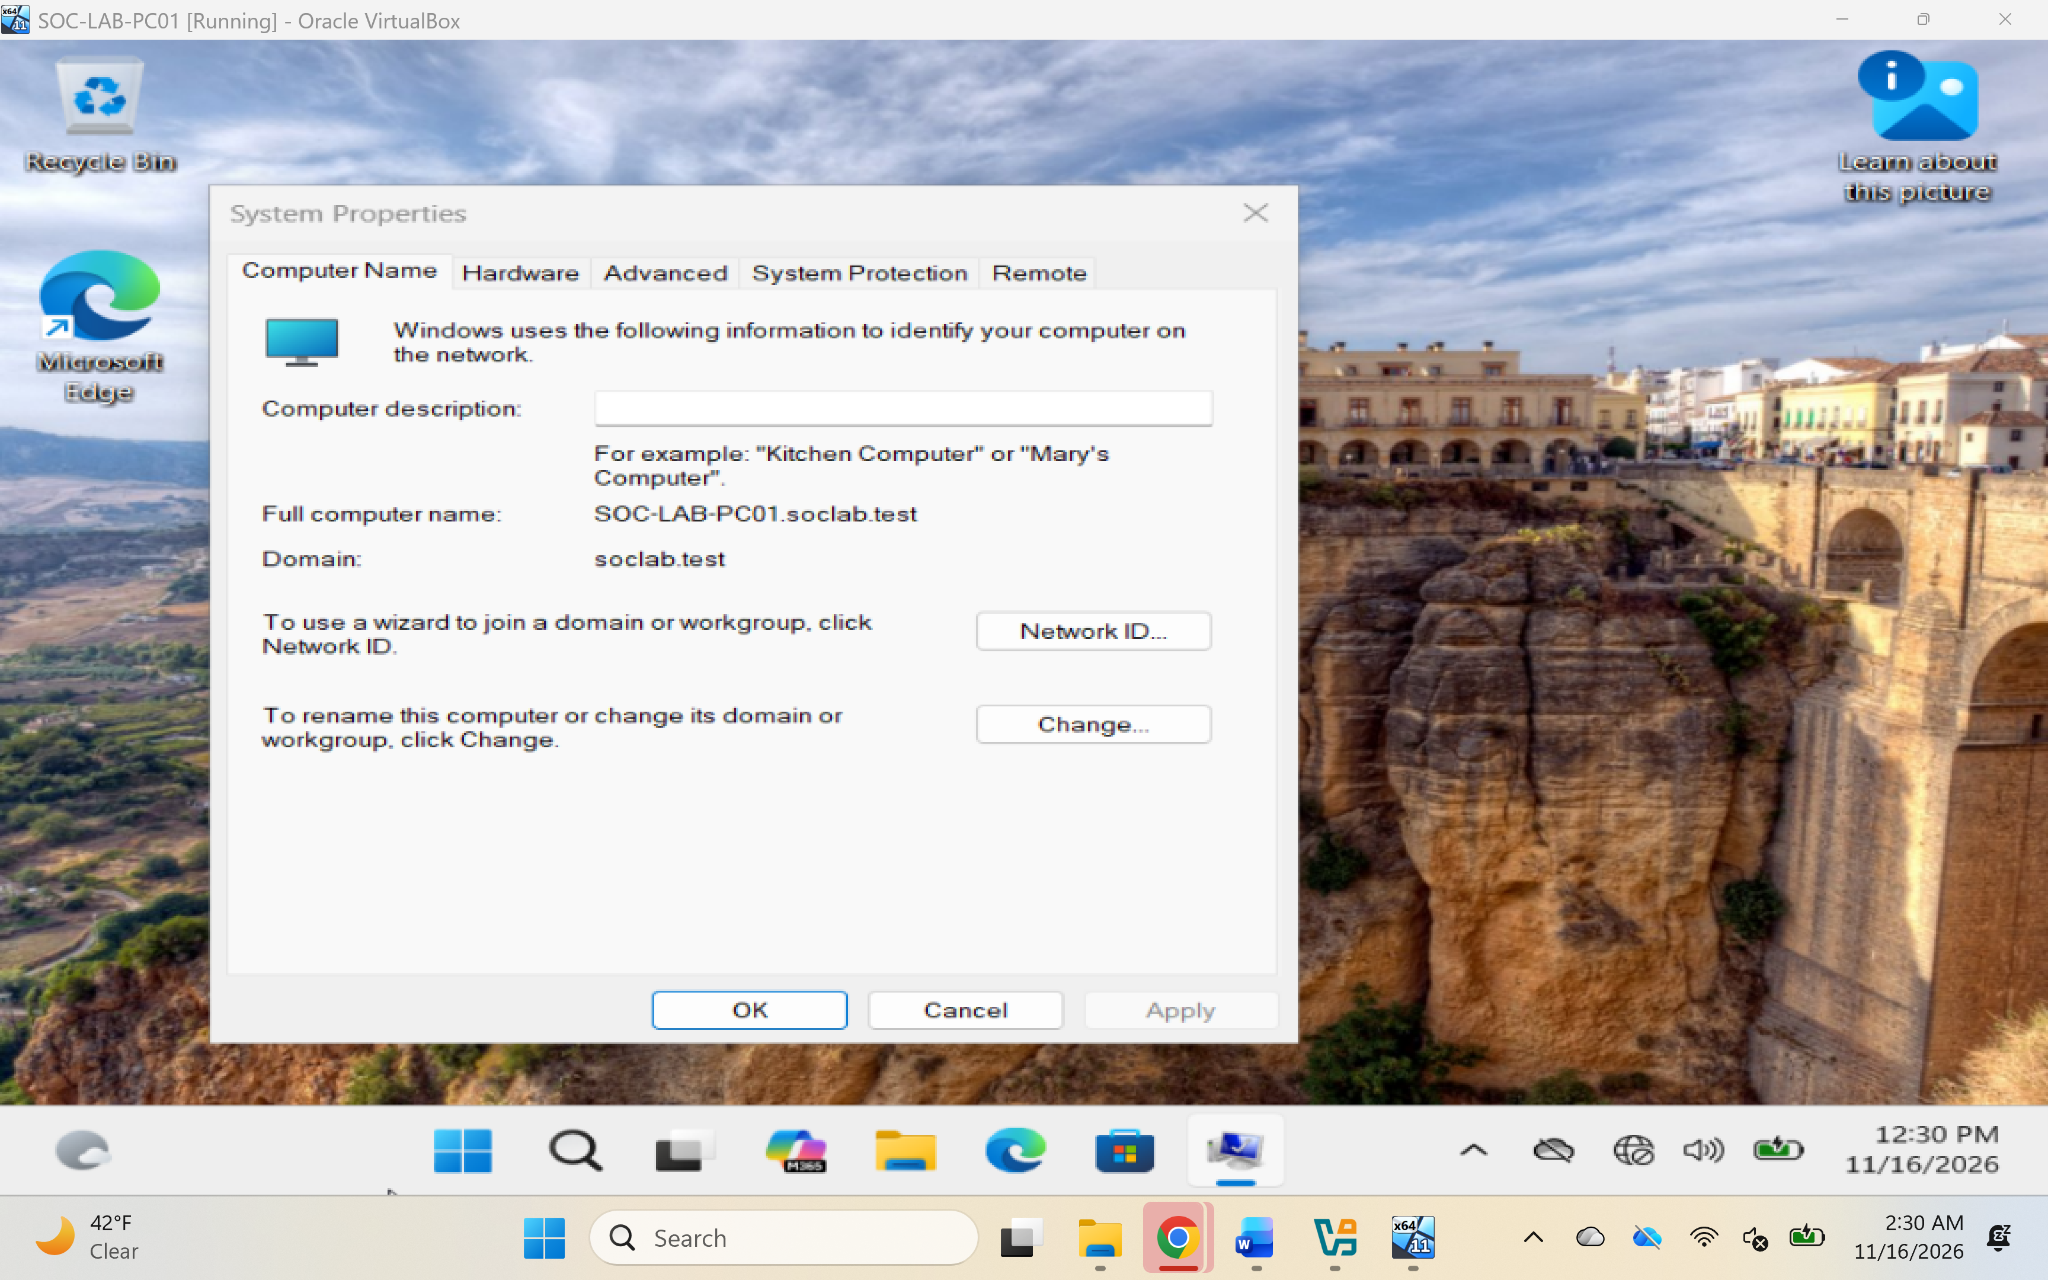 SOC-LAB-PC01 [Running] - Oracle VirtualBox
Recycle Bin
Learn about
this picture
Microsoft
Edge
System Properties
Computer Name
Hardware
Advanced
System Protection
Remote
Windows uses the following information to identify your computer on
the network.
Computer description:
For example: "Kitchen Computer" or "Mary's
Computer".
Full computer name:
SOC-LAB-PC01.soclab.test
Domain:
soclab.test
To use a wizard to join a domain or workgroup, click
Network ID.
Network ID...
To rename this computer or change its domain or
workgroup, click Change.
Change...
OK
Cancel
Apply
M365
12:30 PM
11/16/2026
42°F
Clear
Search
W
x64
11
2:30 AM
11/16/2026